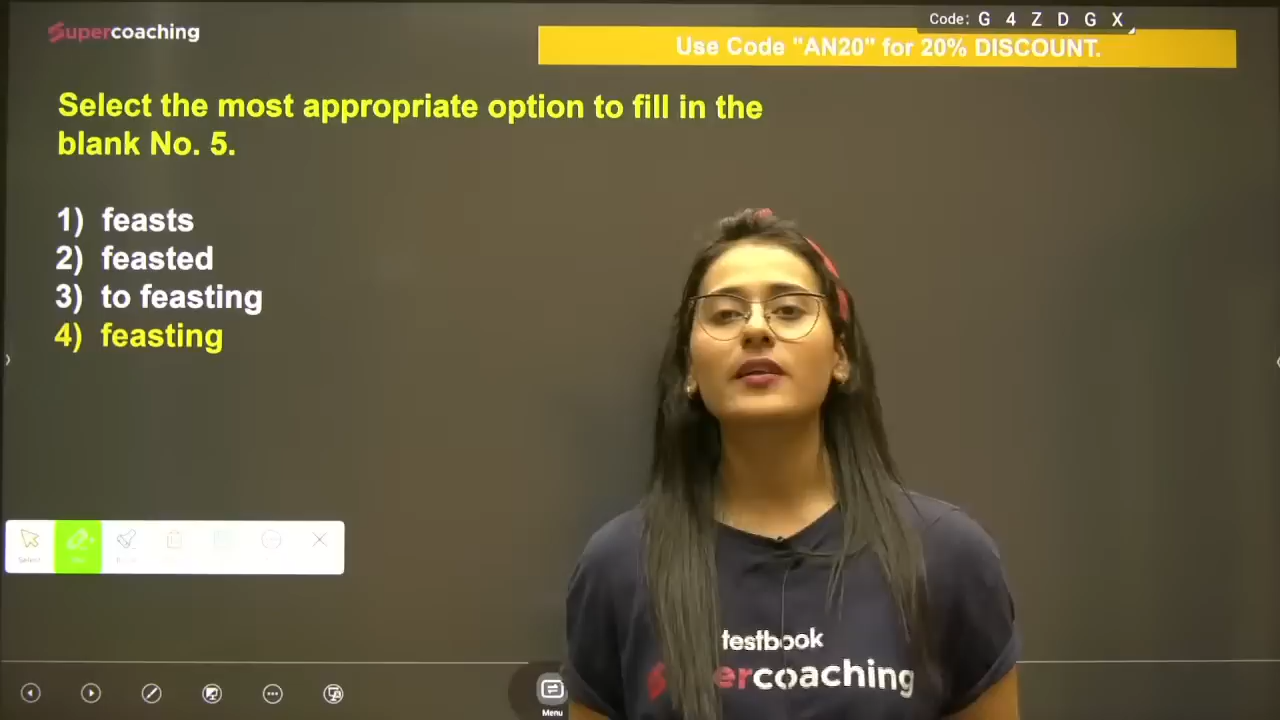 Supercoaching
Code: G 4 Z D G X
Use Code "AN20" for 20% DISCOUNT.
Select the most appropriate option to fill in the
blank No. 5.
1) feasts
2) feasted
3) to feasting
4) feasting
Select
testbook
Supercoaching
Menu